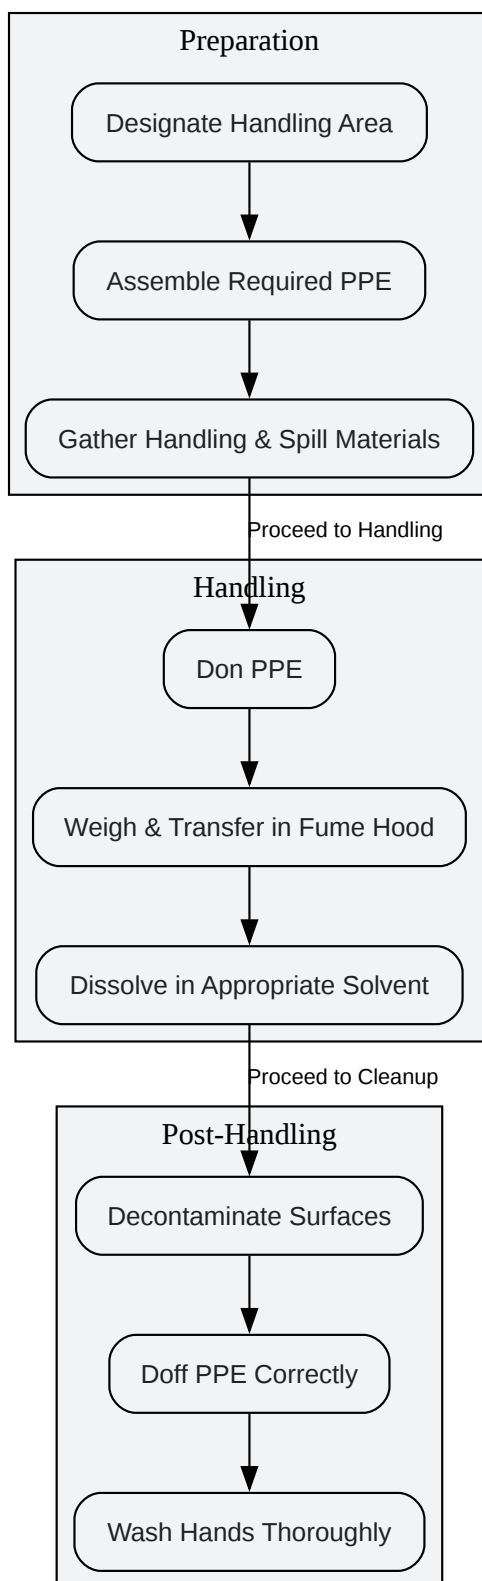 Preparation
Designate Handling Area
Assemble Required PPE
Gather Handling & Spill Materials
Proceed to Handling
Handling
Don PPE
Weigh & Transfer in Fume Hood
Dissolve in Appropriate Solvent
Proceed to Cleanup
Post-Handling
Decontaminate Surfaces
Doff PPE Correctly
Wash Hands Thoroughly